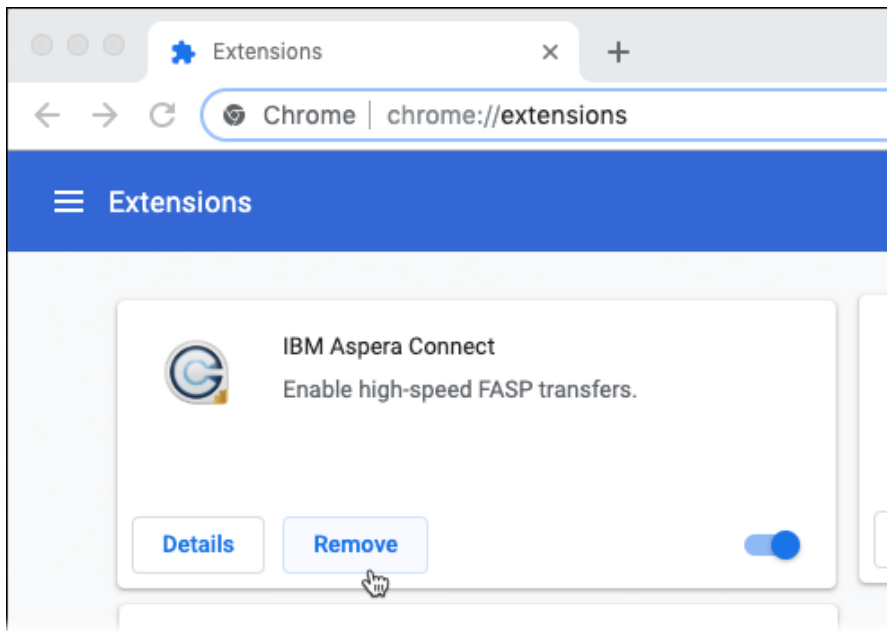 Extensions
Chrome | chrome://extensions
Extensions
IBM Aspera Connect
Enable high-speed FASP transfers.
Details Remove